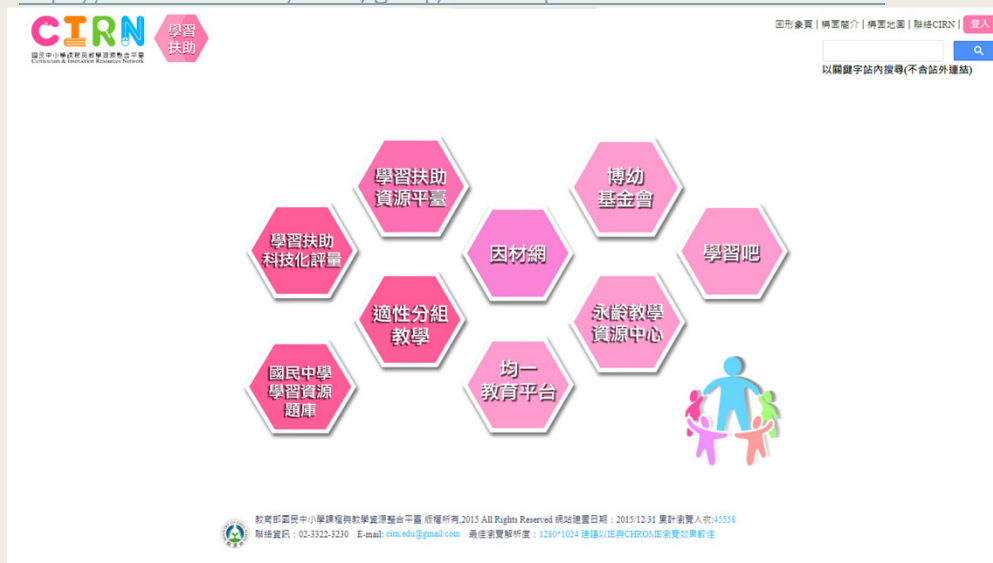 CIRN
國民中小學課程與教學資源整合平臺
Curriculum & Instruction Resources Network
學習
扶助
回形象頁 | 構面簡介 | 構面地圖 | 聯絡CIRN | 登入
以關鍵字站內搜尋(不含站外連結)
學習扶助
資源平臺
博幼
基金會
學習扶助
科技化評量
因材網
學習吧
適性分組
教學
永齡教學
資源中心
國民中學
學習資源
題庫
均一
教育平台
教育部國民中小學課程與教學資源整合平臺 版權所有,2015 All Rights Reserved 網站建置日期:2015/12/31 累計瀏覽人次:45558
聯絡資訊:02-3322-3230 E-mail: cirn.edu@gmail.com 最佳瀏覽解析度:1280*1024 建議以IE與CHROME瀏覽效果較佳